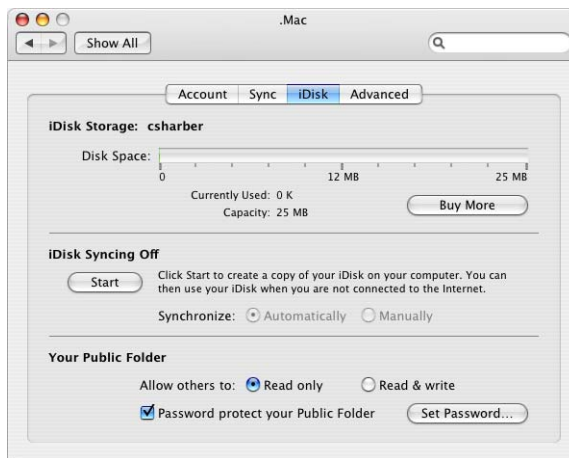 .Mac
Show All
Account Sync iDisk Advanced
iDisk Storage: csharber
Disk Space:
0 12 MB 25 MB
Currently Used: 0 K
Capacity: 25 MB
Buy More
iDisk Syncing Off
Start
Click Start to create a copy of your iDisk on your computer. You can
then use your iDisk when you are not connected to the Internet.
Synchronize: Automatically Manually
Your Public Folder
Allow others to: Read only Read & write
Password protect your Public Folder Set Password...